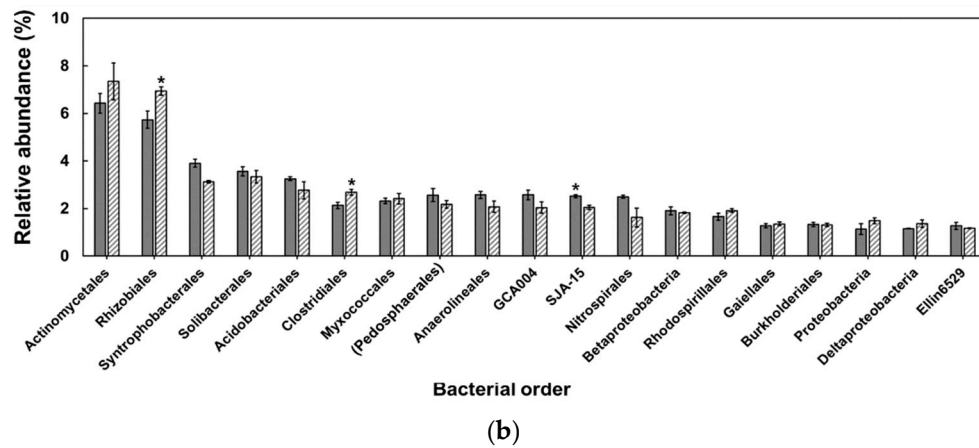 Relative abundance (%)
10
8
6
4
2
0
*
*
*
Actinomycetales
Rhizobiales
Syntrophobacterales
Solibacterales
Acidobacteriales
Clostridiales
Myxococcales
(Pedosphaerales)
Anaerolineales
GCA004
SJA-15
Nitrospirales
Betaproteobacteria
Rhodospirillales
Gaiellales
Burkholderiales
Proteobacteria
Deltaproteobacteria
Ellin6529
Bacterial order
(b)